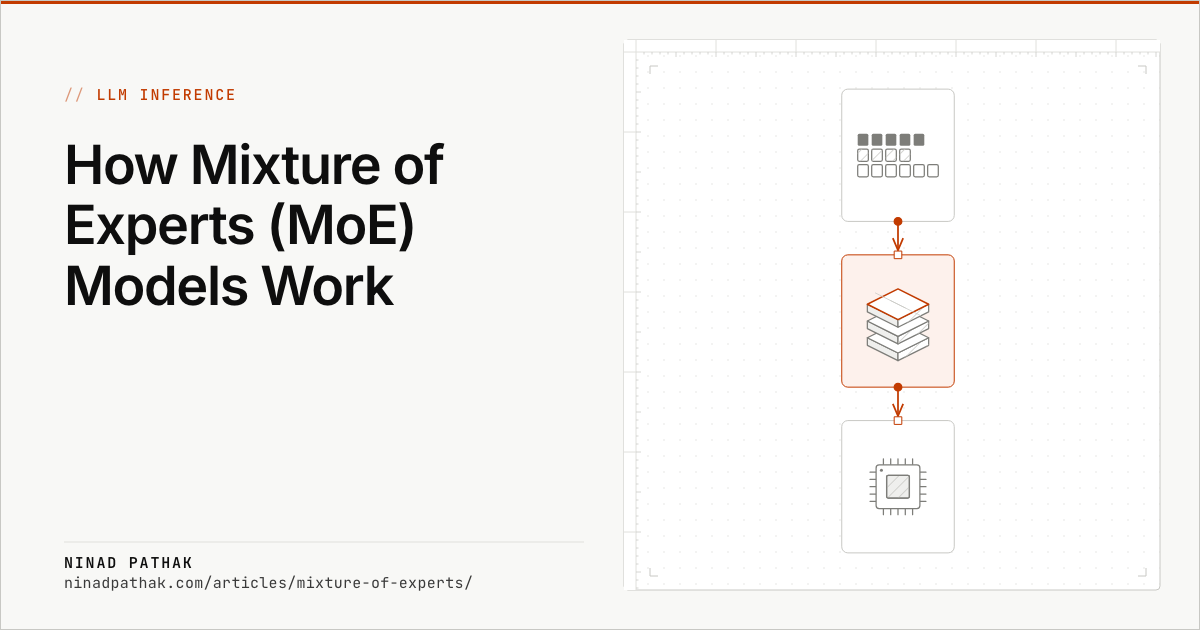 // LLM INFERENCE
How Mixture of
Experts (MoE)
Models Work
NINAD PATHAK
ninadpathak.com/articles/mixture-of-experts/